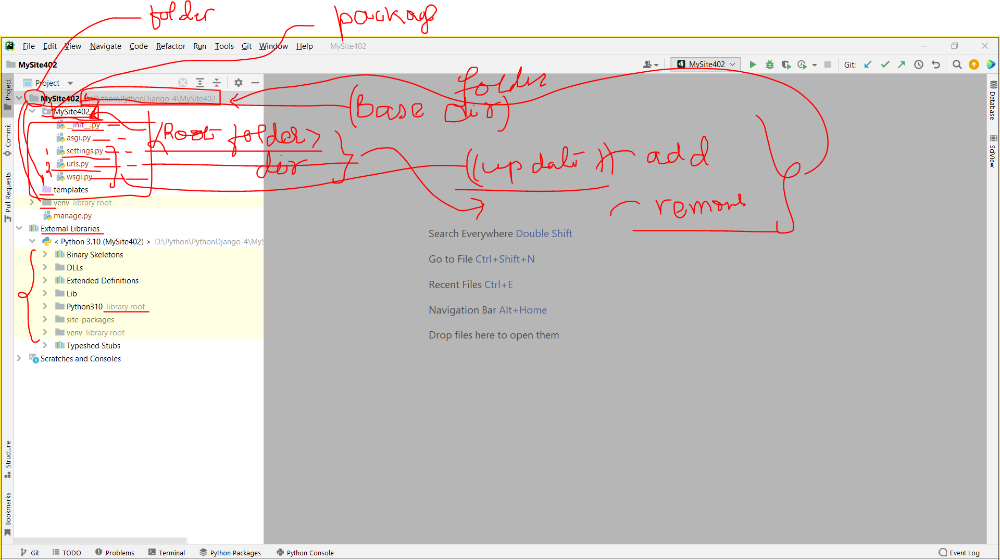 folder
package
File Edit View Navigate Code Refactor Run Tools Git Window Help MySite402
MySite402
MySite402
Git:
Project
MySite402 D:\Python\PythonDjango-4\MySite402
MySite402
__init__.py
asgi.py
settings.py
urls.py
wsgi.py
templates
venv library root
manage.py
External Libraries
< Python 3.10 (MySite402) > D:\Python\PythonDjango-4\MyS
Binary Skeletons
DLLs
Extended Definitions
Lib
Python310 library root
site-packages
venv library root
Typeshed Stubs
Scratches and Consoles
folder
(Base dir)
<Root folder>
dir
1
2
add
Search Everywhere Double Shift
Go to File Ctrl+Shift+N
Recent Files Ctrl+E
Navigation Bar Alt+Home
Drop files here to open them
Project
Commit
Pull Requests
Structure
Bookmarks
Database
SciView
Git TODO Problems Terminal Python Packages Python Console Event Log